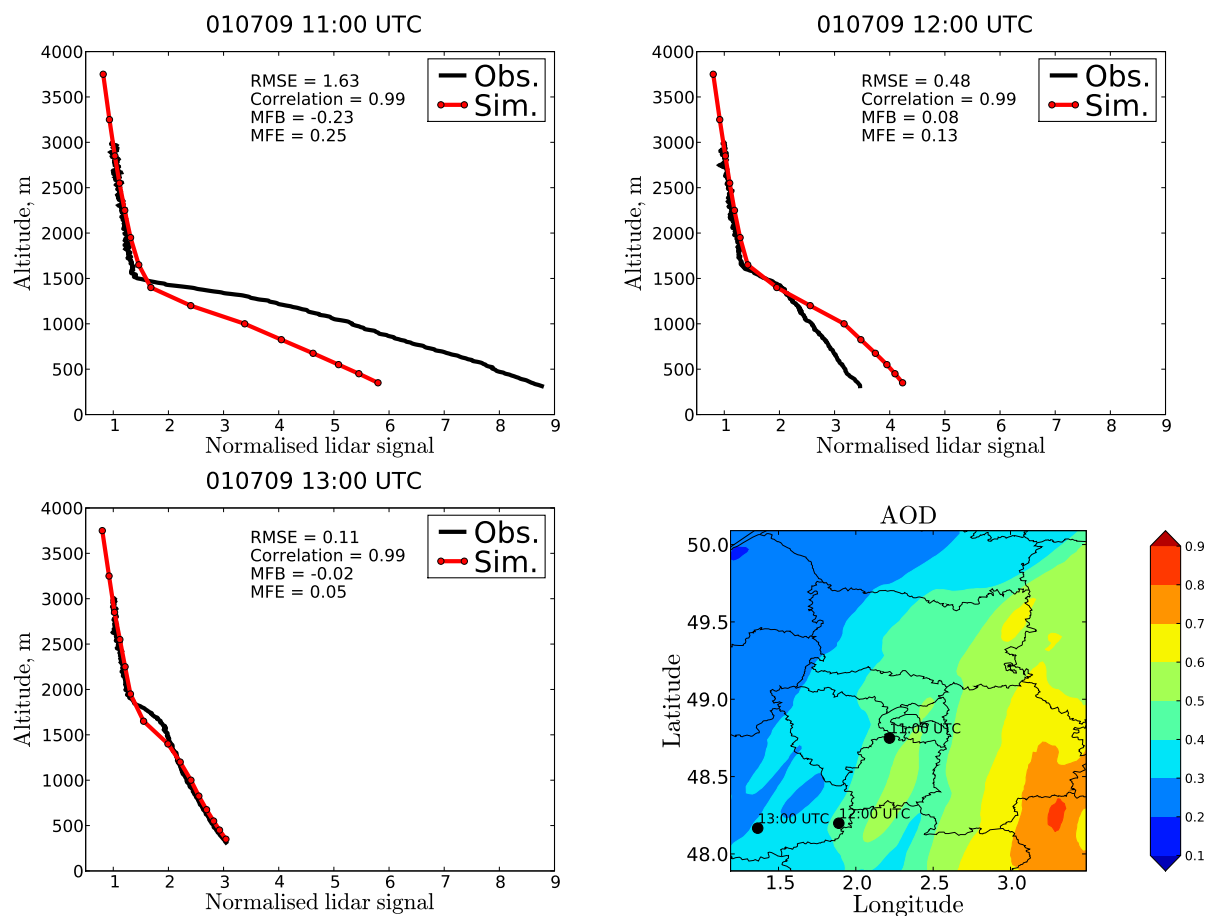 010709 11:00 UTC
4000
3500
3000
2500
2000
1500
1000
500
0
Altitude, m
RMSE = 1.63
Correlation = 0.99
MFB = -0.23
MFE = 0.25
Obs.
Sim.
1 2 3 4 5 6 7 8 9
Normalised lidar signal
010709 12:00 UTC
4000
3500
3000
2500
2000
1500
1000
500
0
Altitude, m
RMSE = 0.48
Correlation = 0.99
MFB = 0.08
MFE = 0.13
Obs.
Sim.
1 2 3 4 5 6 7 8 9
Normalised lidar signal
010709 13:00 UTC
4000
3500
3000
2500
2000
1500
1000
500
0
Altitude, m
RMSE = 0.11
Correlation = 0.99
MFB = -0.02
MFE = 0.05
Obs.
Sim.
1 2 3 4 5 6 7 8 9
Normalised lidar signal
AOD
50.0
49.5
49.0
48.5
48.0
Latitude
11:00 UTC
12:00 UTC
13:00 UTC
1.5 2.0 2.5 3.0
Longitude
0.9
0.8
0.7
0.6
0.5
0.4
0.3
0.2
0.1